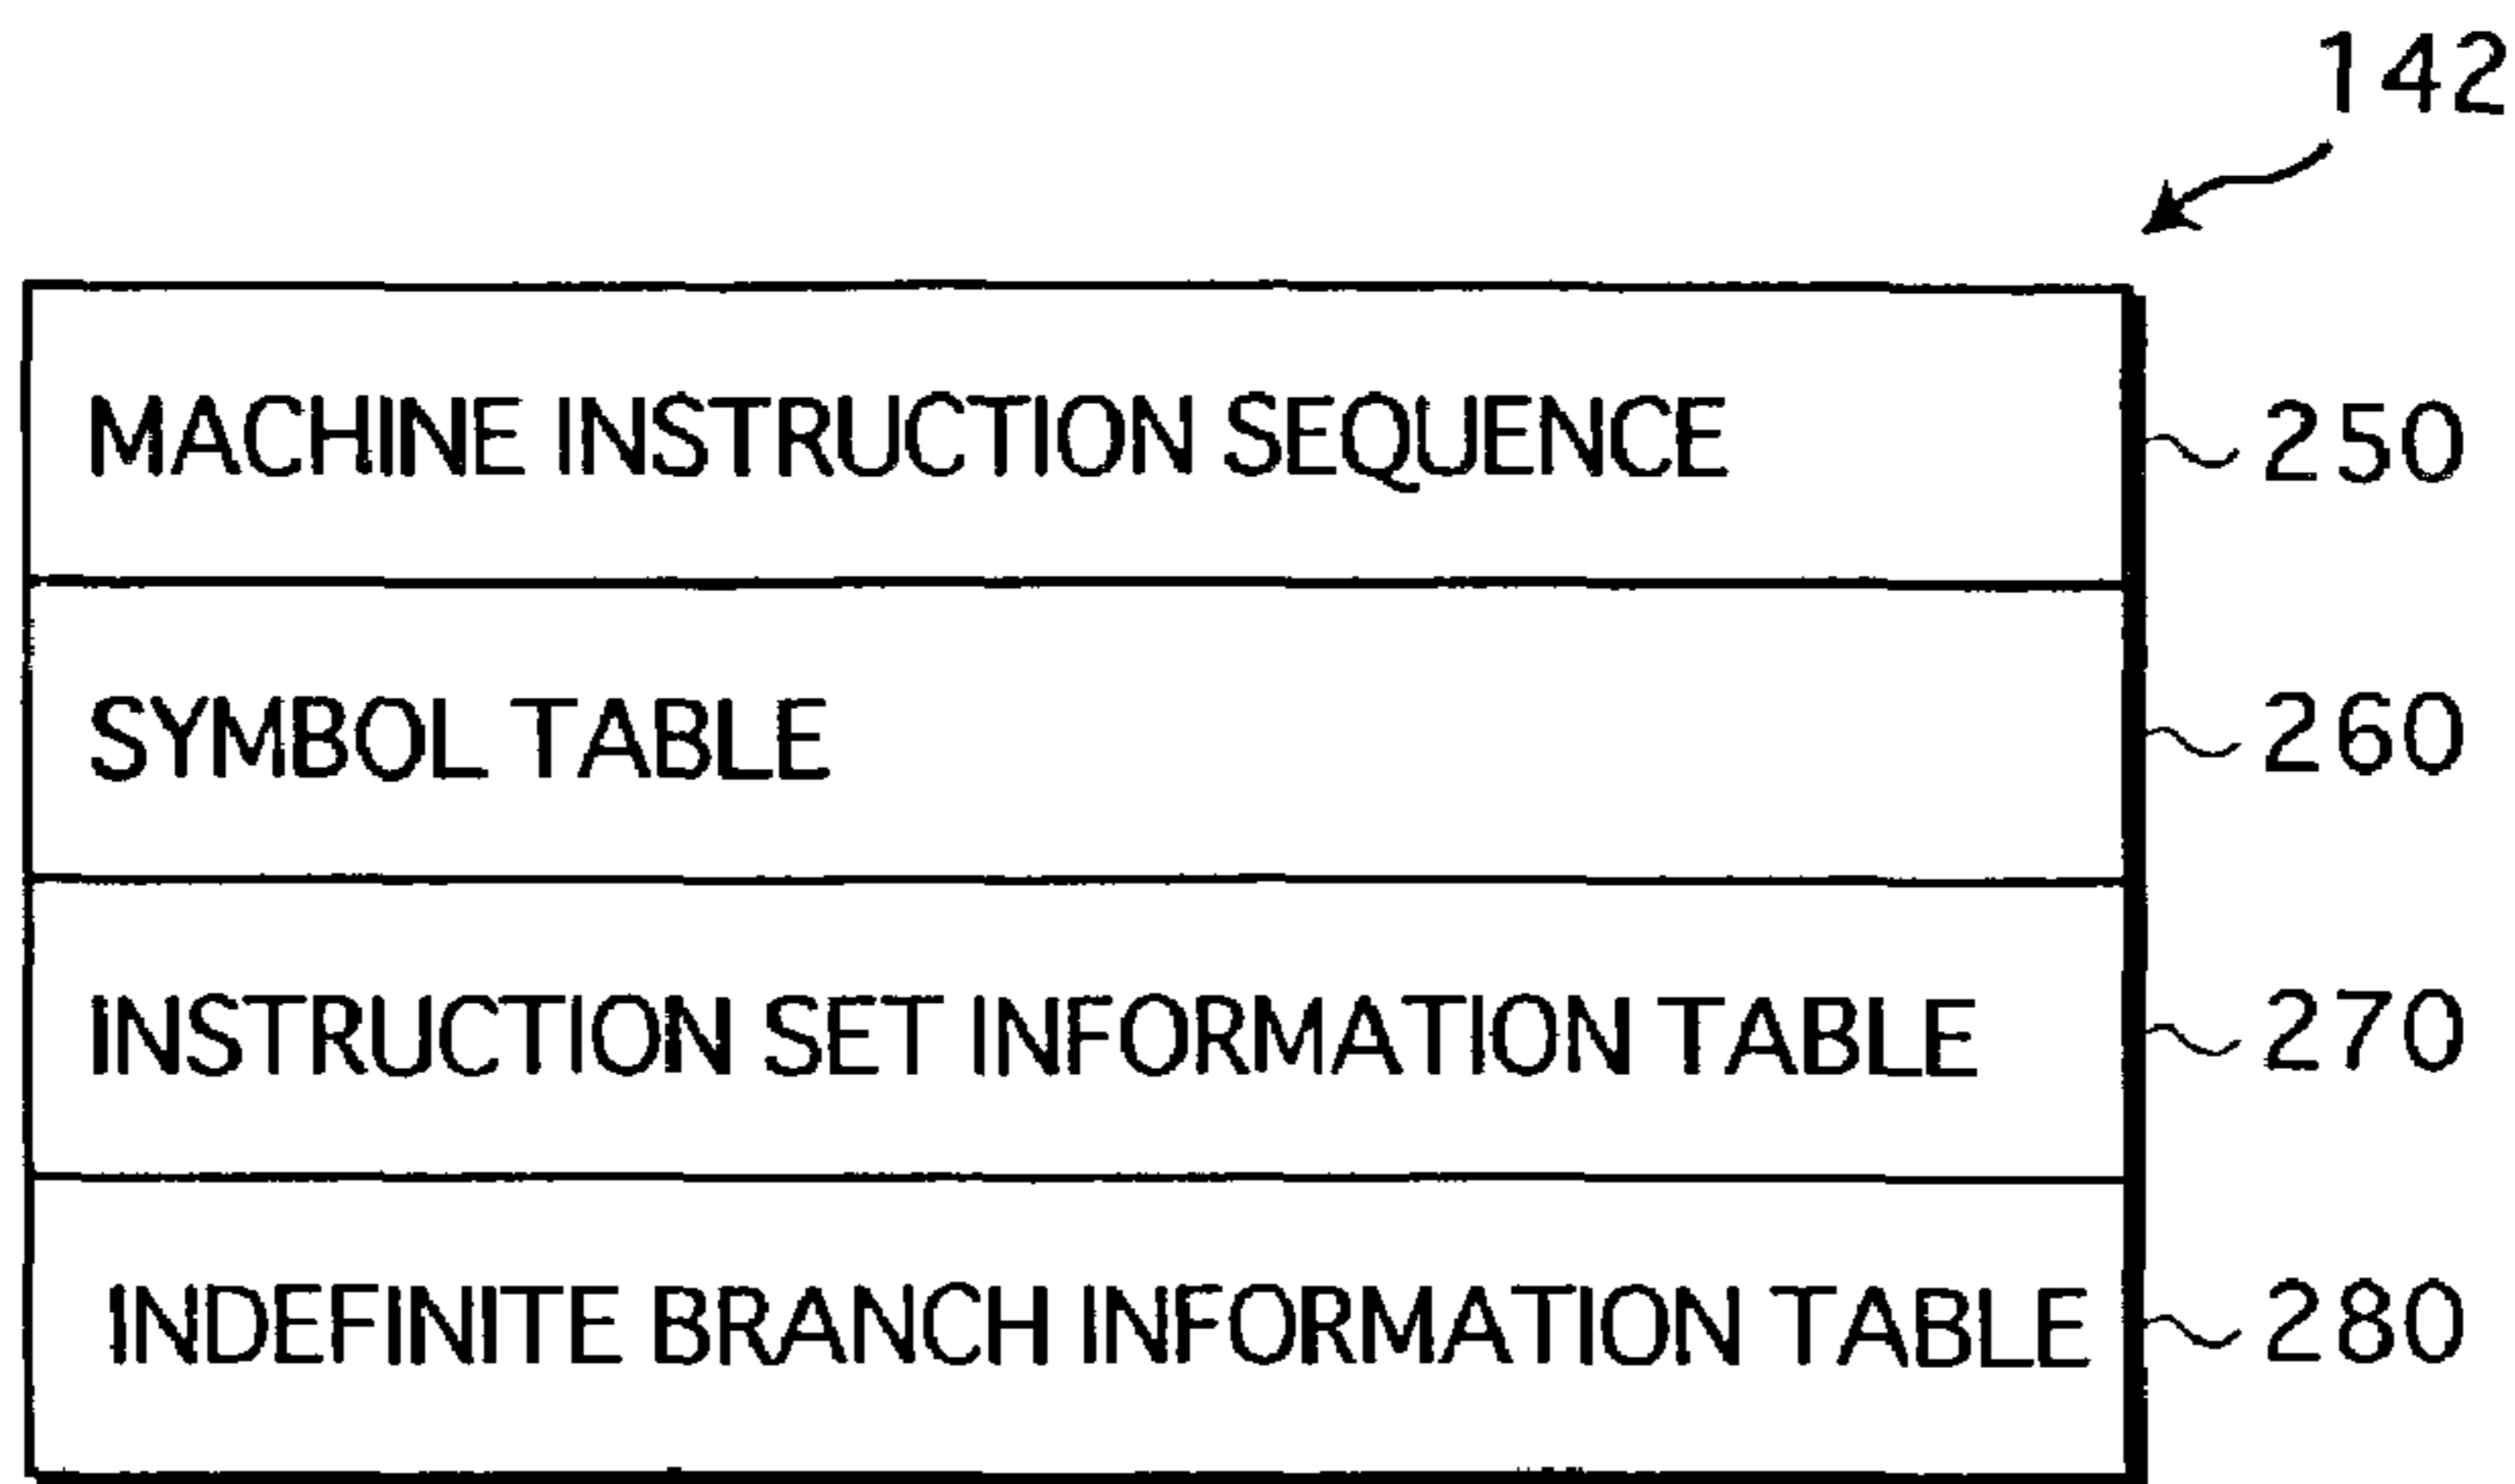 142
MACHINE INSTRUCTION SEQUENCE 250
SYMBOL TABLE 260
INSTRUCTION SET INFORMATION TABLE 270
INDEFINITE BRANCH INFORMATION TABLE 280